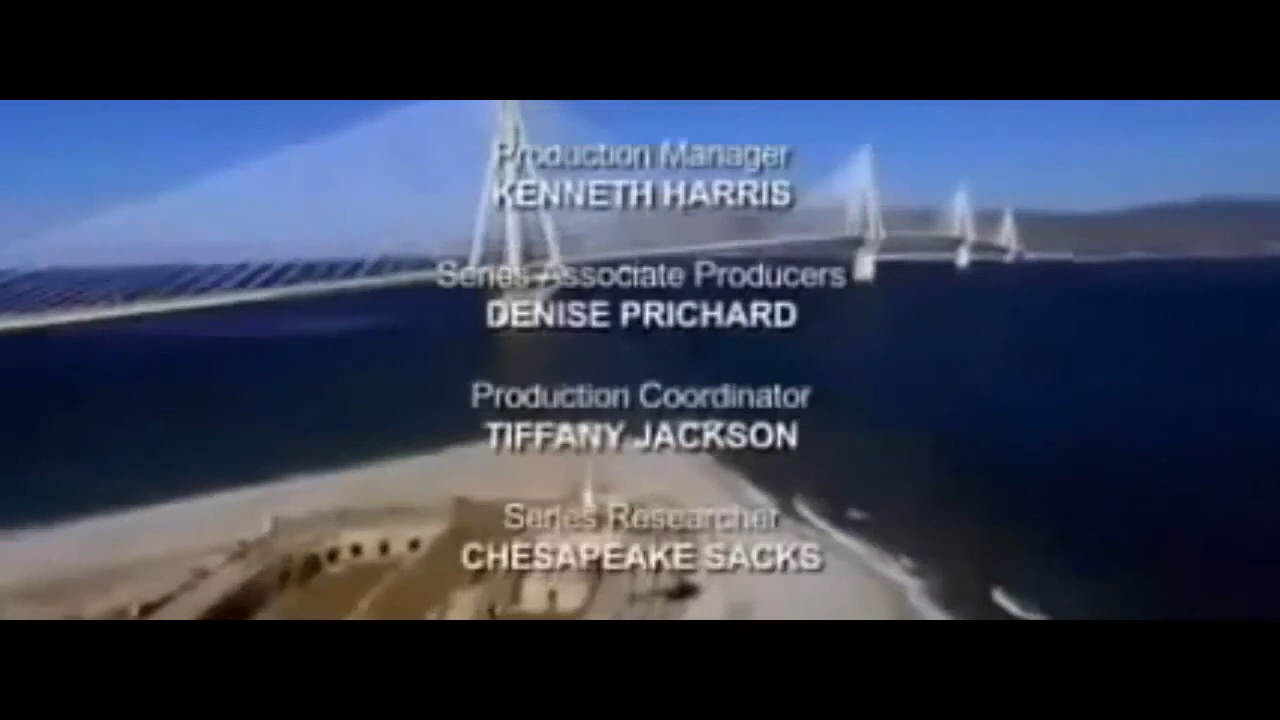 Production Manager
KENNETH HARRIS
Series Associate Producers
DENISE PRICHARD
Production Coordinator
TIFFANY JACKSON
Series Researcher
CHESAPEAKE SACKS